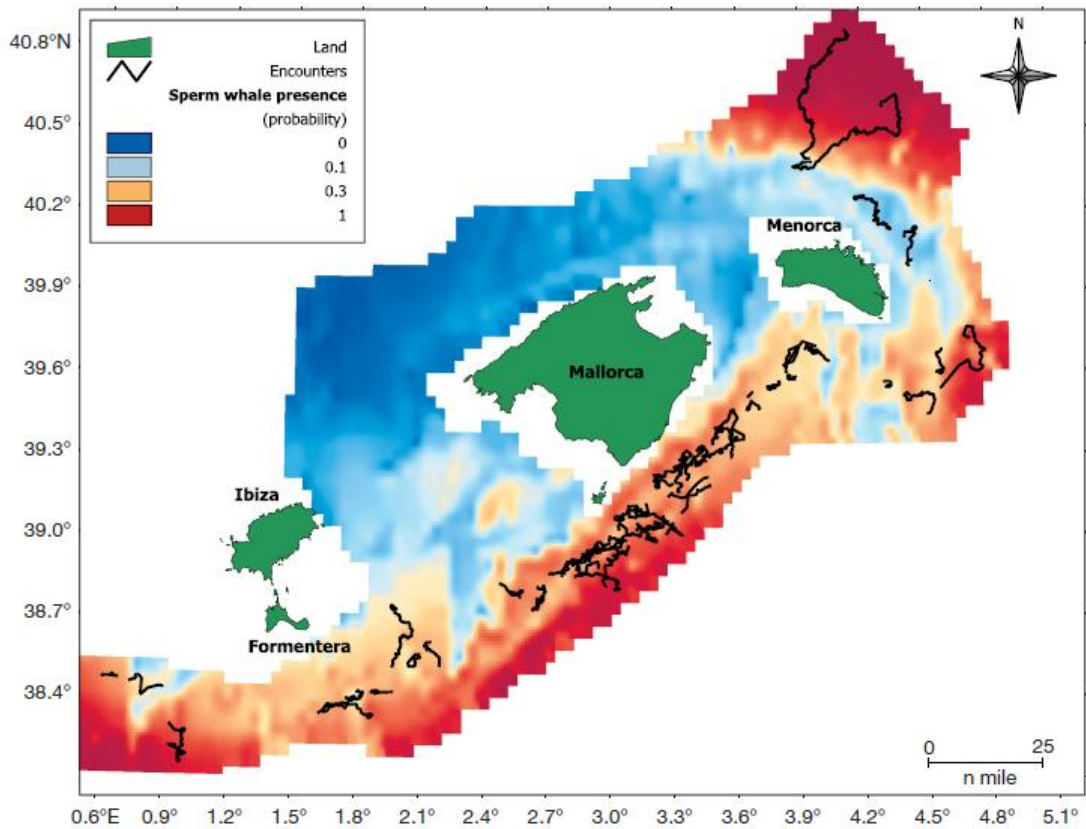 Land
Encounters
Sperm whale presence
(probability)
0
0.1
0.3
1
N
40.8°N
40.5°
40.2°
39.9°
39.6°
39.3°
39.0°
38.7°
38.4°
Menorca
Mallorca
Ibiza
Formentera
0 25
n mile
0.6°E 0.9° 1.2° 1.5° 1.8° 2.1° 2.4° 2.7° 3.0° 3.3° 3.6° 3.9° 4.2° 4.5° 4.8° 5.1°